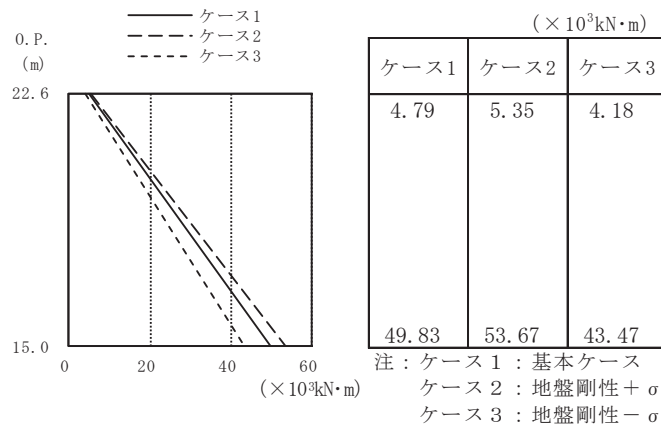 ケース1
ケース2
ケース3
O.P.
(m)
22.6
15.0
0
20
40
60
(×10³kN・m)
(×10³kN・m)
ケース1 ケース2 ケース3
4.79 5.35 4.18
49.83 53.67 43.47
注：ケース１：基本ケース
ケース２：地盤剛性＋σ
ケース３：地盤剛性－σ